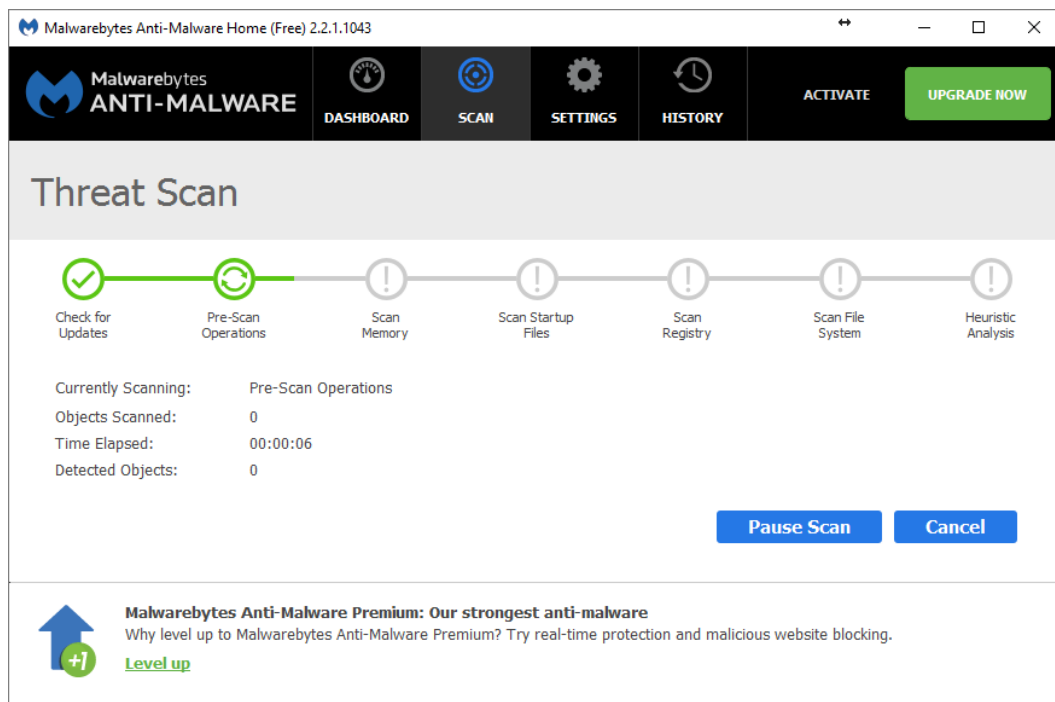 Malwarebytes Anti-Malware Home (Free) 2.2.1.1043
Malwarebytes
ANTI-MALWARE
DASHBOARD
SCAN
SETTINGS
HISTORY
ACTIVATE
UPGRADE NOW
Threat Scan
Check for
Updates
Pre-Scan
Operations
Scan
Memory
Scan Startup
Files
Scan
Registry
Scan File
System
Heuristic
Analysis
Currently Scanning: Pre-Scan Operations
Objects Scanned: 0
Time Elapsed: 00:00:06
Detected Objects: 0
Pause Scan
Cancel
+1
Malwarebytes Anti-Malware Premium: Our strongest anti-malware
Why level up to Malwarebytes Anti-Malware Premium? Try real-time protection and malicious website blocking.
Level up